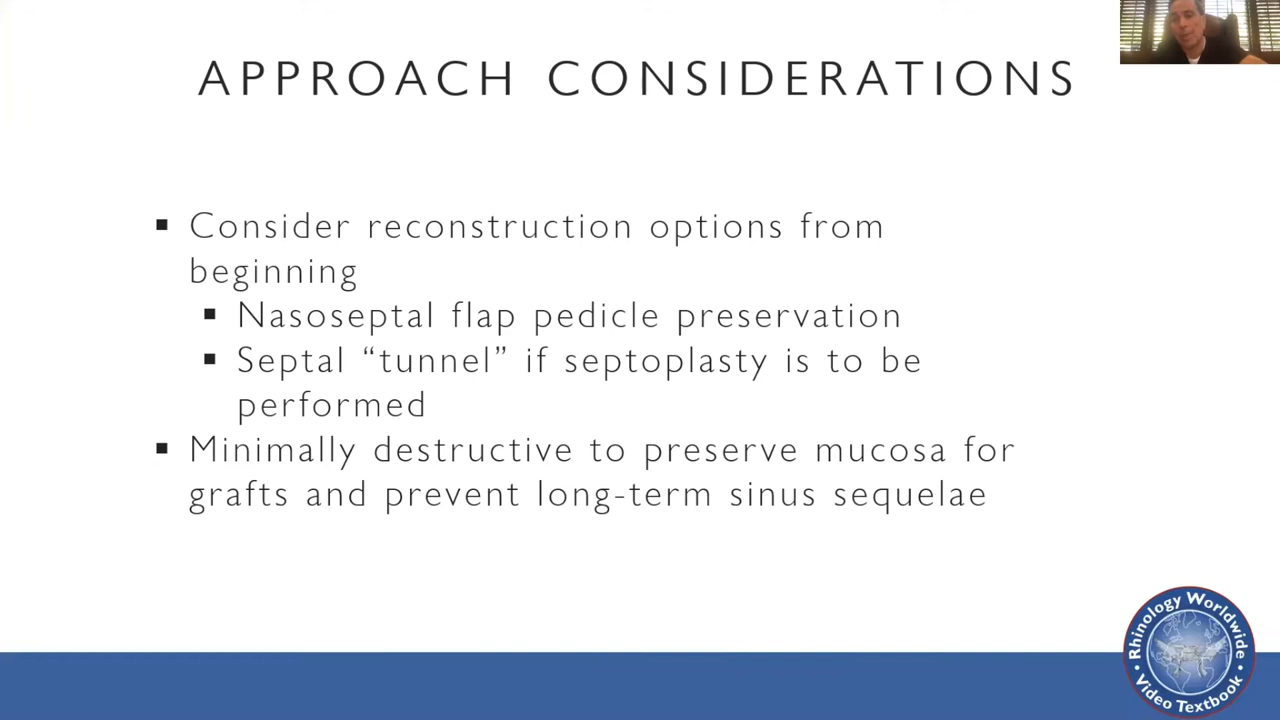 APPROACH CONSIDERATIONS
▪ Consider reconstruction options from
beginning
▪ Nasoseptal flap pedicle preservation
▪ Septal “tunnel” if septoplasty is to be
performed
▪ Minimally destructive to preserve mucosa for
grafts and prevent long-term sinus sequelae
Rhinology Worldwide
• Video Textbook •